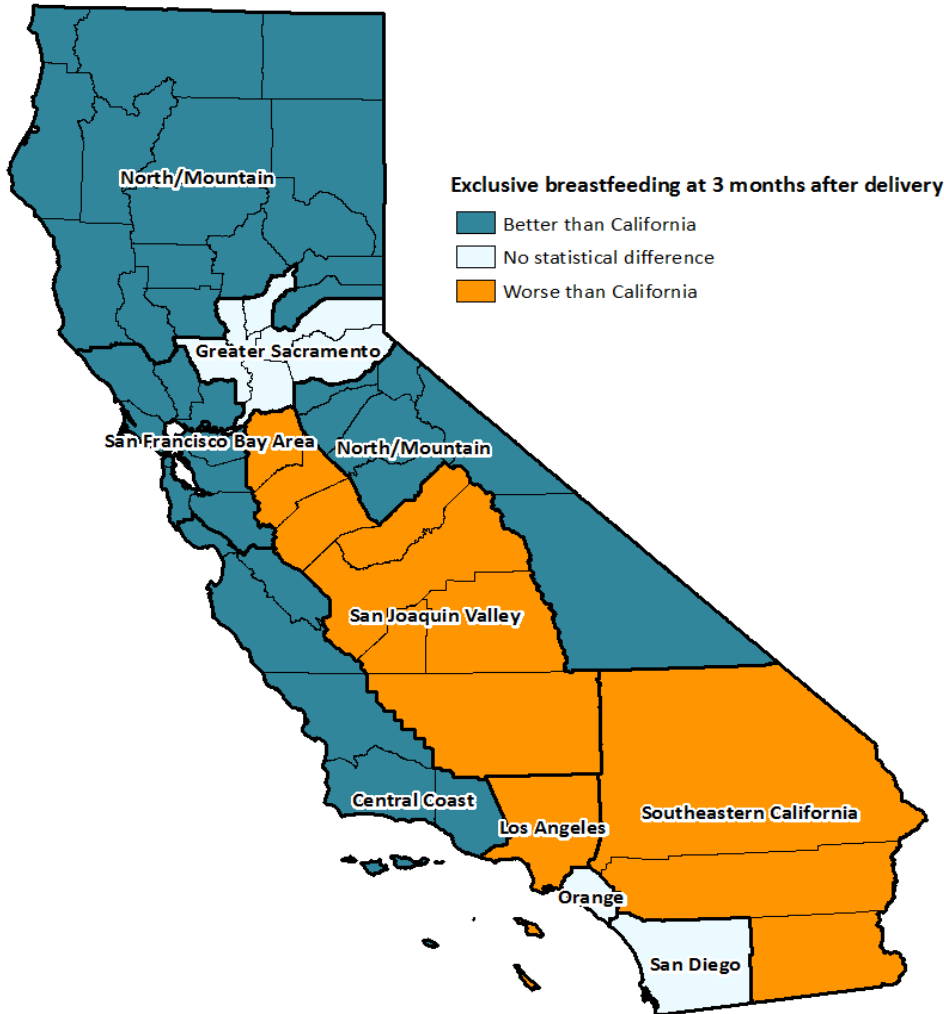 North/Mountain
Exclusive breastfeeding at 3 months after delivery
Better than California
No statistical difference
Worse than California
Greater Sacramento
San Francisco Bay Area
North/Mountain
San Joaquin Valley
Central Coast
Los Angeles
Southeastern California
Orange
San Diego